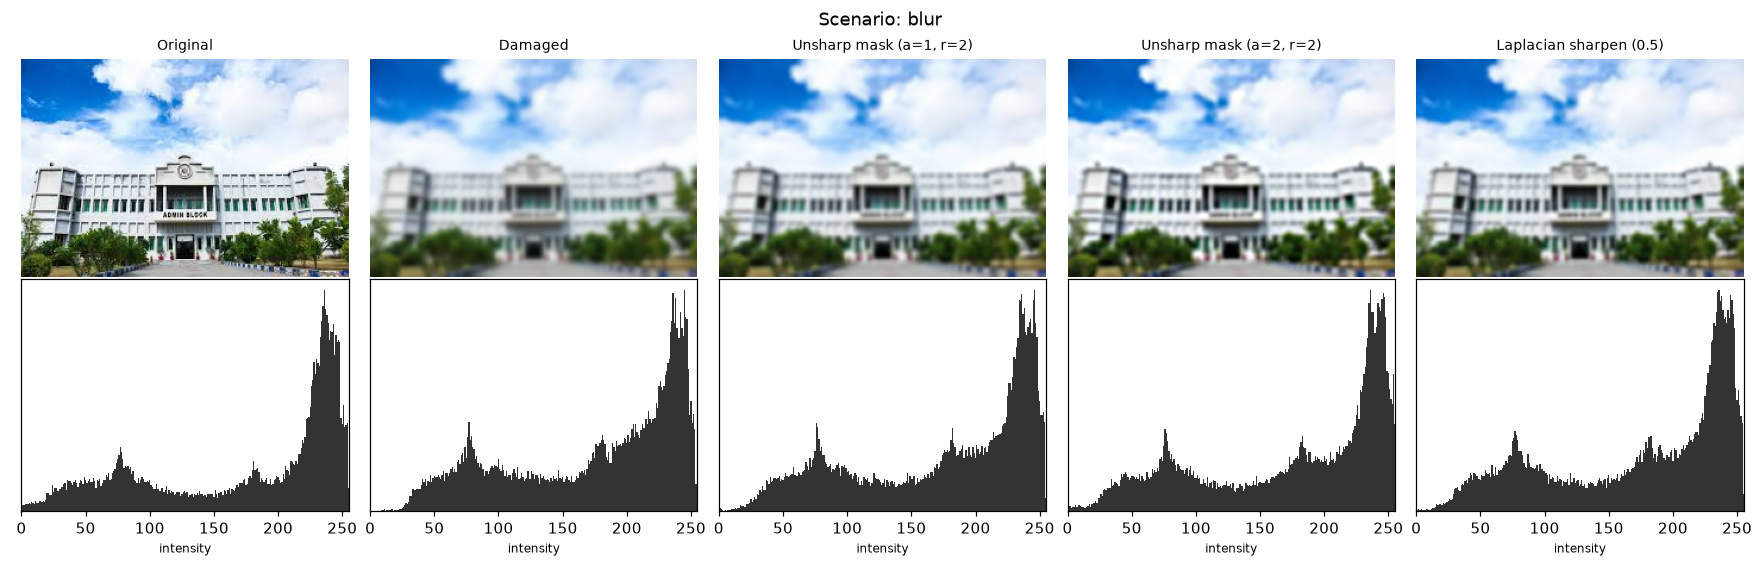 Scenario: blur
Original
Damaged
Unsharp mask (a=1, r=2)
Unsharp mask (a=2, r=2)
Laplacian sharpen (0.5)
ADMIN BLOCK
0 50 100 150 200 250
0 50 100 150 200 250
0 50 100 150 200 250
0 50 100 150 200 250
0 50 100 150 200 250
intensity
intensity
intensity
intensity
intensity